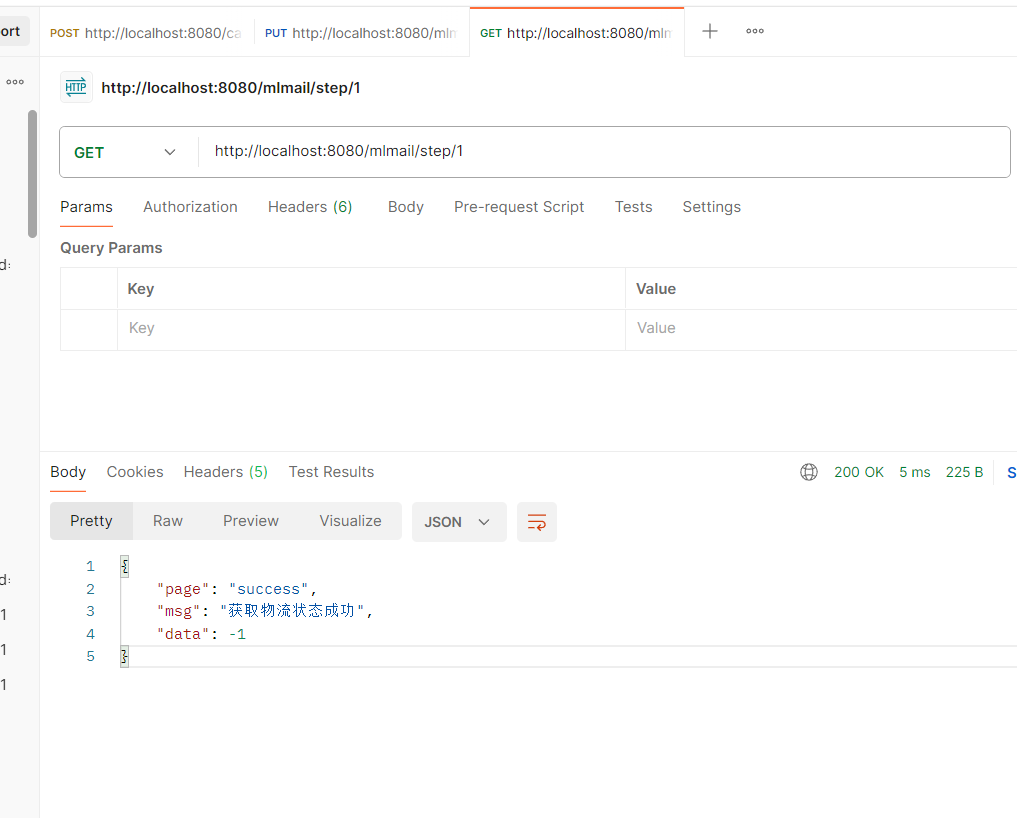 ort
POST http://localhost:8080/ca
PUT http://localhost:8080/mlm
GET http://localhost:8080/mlm
HTTP http://localhost:8080/mlmail/step/1
GET http://localhost:8080/mlmail/step/1
Params Authorization Headers (6) Body Pre-request Script Tests Settings
Query Params
d:
Key Value
Key Value
Body Cookies Headers (5) Test Results 200 OK 5 ms 225 B S
Pretty Raw Preview Visualize JSON
1 {
2 "page": "success",
d:
3 "msg": "获取物流状态成功",
1
4 "data": -1
1
5 }
1